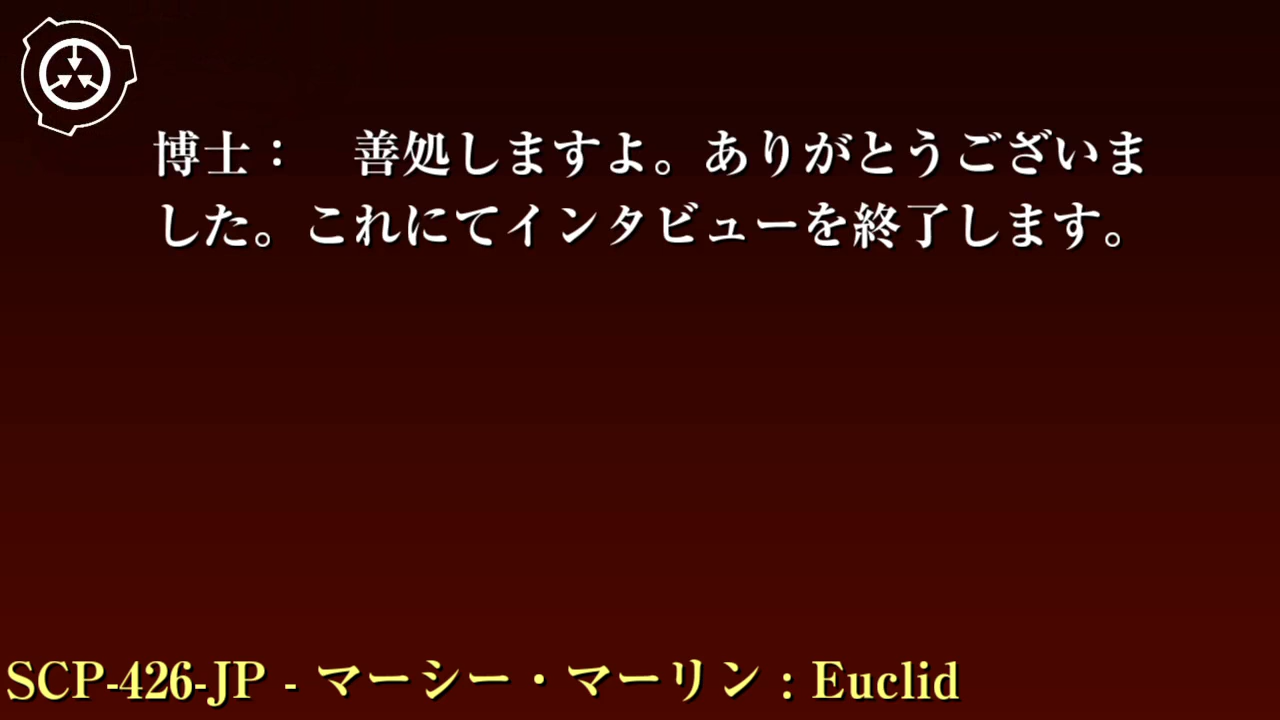 博士：　善処しますよ。ありがとうございま
した。これにてインタビューを終了します。
SCP-426-JP - マーシー・マーリン : Euclid